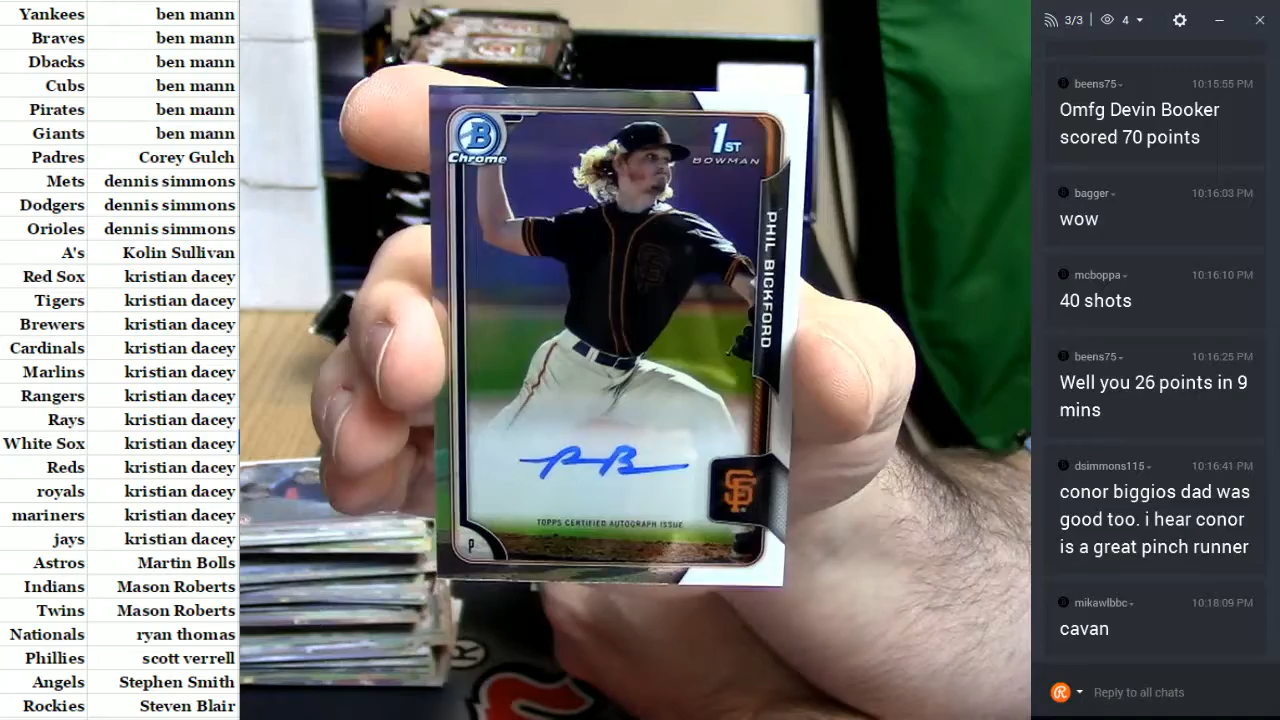 Yankees ben mann
Braves ben mann
Dbacks ben mann
Cubs ben mann
Pirates ben mann
Giants ben mann
Padres Corey Gulch
Mets dennis simmons
Dodgers dennis simmons
Orioles dennis simmons
A's Kolin Sullivan
Red Sox kristian dacey
Tigers kristian dacey
Brewers kristian dacey
Cardinals kristian dacey
Marlins kristian dacey
Rangers kristian dacey
Rays kristian dacey
White Sox kristian dacey
Reds kristian dacey
royals kristian dacey
mariners kristian dacey
jays kristian dacey
Astros Martin Bolls
Indians Mason Roberts
Twins Mason Roberts
Nationals ryan thomas
Phillies scott verrell
Angels Stephen Smith
Rockies Steven Blair
B
Chrome
1ST
BOWMAN
PHIL BICKFORD
SF
TOPPS CERTIFIED AUTOGRAPH ISSUE
P
®
3/3 4
beens75 10:15:55 PM
Omfg Devin Booker
scored 70 points
bagger 10:16:03 PM
wow
mcboppa 10:16:10 PM
40 shots
beens75 10:16:25 PM
Well you 26 points in 9
mins
dsimmons115 10:16:41 PM
conor biggios dad was
good too. i hear conor
is a great pinch runner
mikawlbbc 10:18:09 PM
cavan
R Reply to all chats